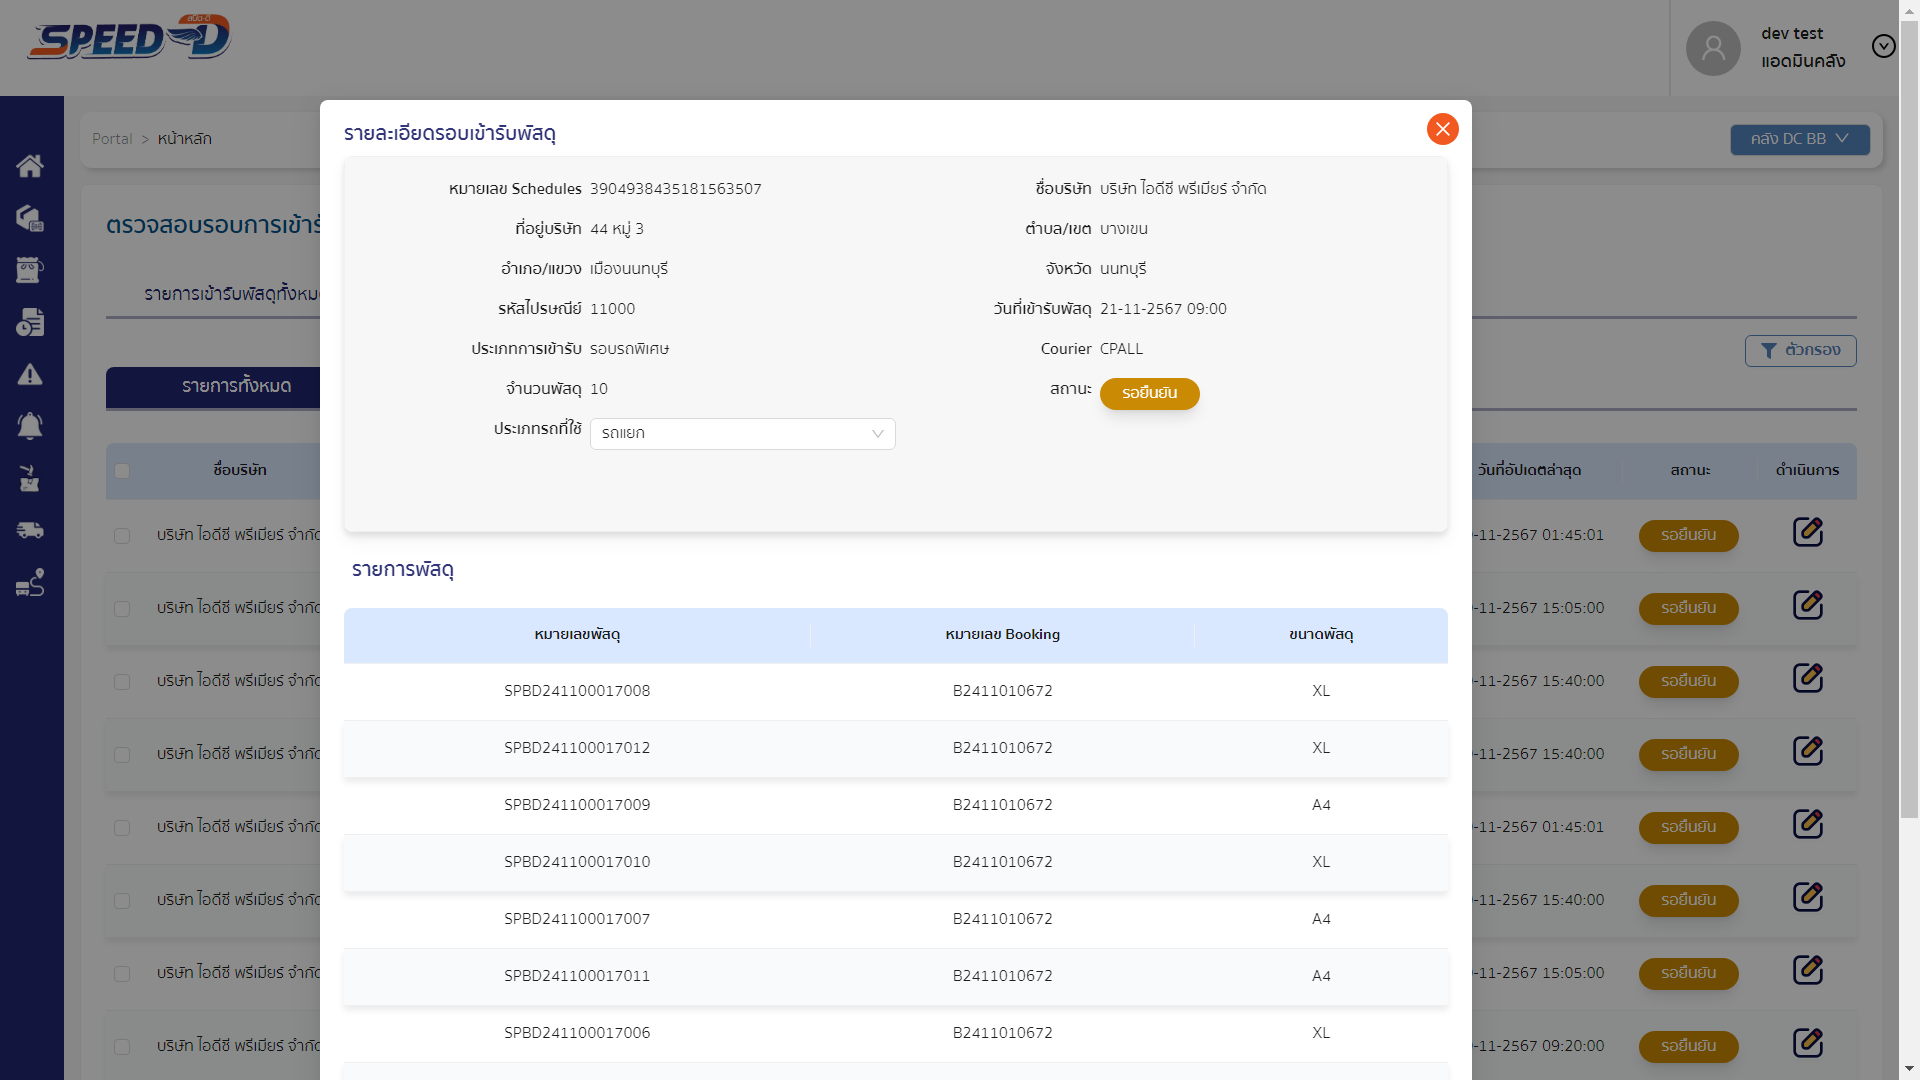 สปีด-ดี
SPEED-D
dev test
แอดมินคลัง
Portal > หน้าหลัก
คลัง DC BB
ตรวจสอบรอบการเข้ารั
รายการเข้ารับพัสดุทั้งหม
ตัวกรอง
รายการทั้งหมด
ชื่อบริษัท
วันที่อัปเดตล่าสุด สถานะ ดำเนินการ
บริษัท ไอดีซี พรีเมียร์ จำกัด -11-2567 01:45:01 รอยืนยัน
บริษัท ไอดีซี พรีเมียร์ จำกัด -11-2567 15:05:00 รอยืนยัน
บริษัท ไอดีซี พรีเมียร์ จำกัด -11-2567 15:40:00 รอยืนยัน
บริษัท ไอดีซี พรีเมียร์ จำกัด -11-2567 15:40:00 รอยืนยัน
บริษัท ไอดีซี พรีเมียร์ จำกัด -11-2567 01:45:01 รอยืนยัน
บริษัท ไอดีซี พรีเมียร์ จำกัด -11-2567 15:40:00 รอยืนยัน
บริษัท ไอดีซี พรีเมียร์ จำกัด -11-2567 15:05:00 รอยืนยัน
บริษัท ไอดีซี พรีเมียร์ จำกัด -11-2567 09:20:00 รอยืนยัน
รายละเอียดรอบเข้ารับพัสดุ
หมายเลข Schedules 3904938435181563507 ชื่อบริษัท บริษัท ไอดีซี พรีเมียร์ จำกัด
ที่อยู่บริษัท 44 หมู่ 3 ตำบล/เขต บางเขน
อำเภอ/แขวง เมืองนนทบุรี จังหวัด นนทบุรี
รหัสไปรษณีย์ 11000 วันที่เข้ารับพัสดุ 21-11-2567 09:00
ประเภทการเข้ารับ รอบรถพิเศษ Courier CPALL
จำนวนพัสดุ 10 สถานะ รอยืนยัน
ประเภทรถที่ใช้ รถแยก
รายการพัสดุ
หมายเลขพัสดุ หมายเลข Booking ขนาดพัสดุ
SPBD241100017008 B2411010672 XL
SPBD241100017012 B2411010672 XL
SPBD241100017009 B2411010672 A4
SPBD241100017010 B2411010672 XL
SPBD241100017007 B2411010672 A4
SPBD241100017011 B2411010672 A4
SPBD241100017006 B2411010672 XL